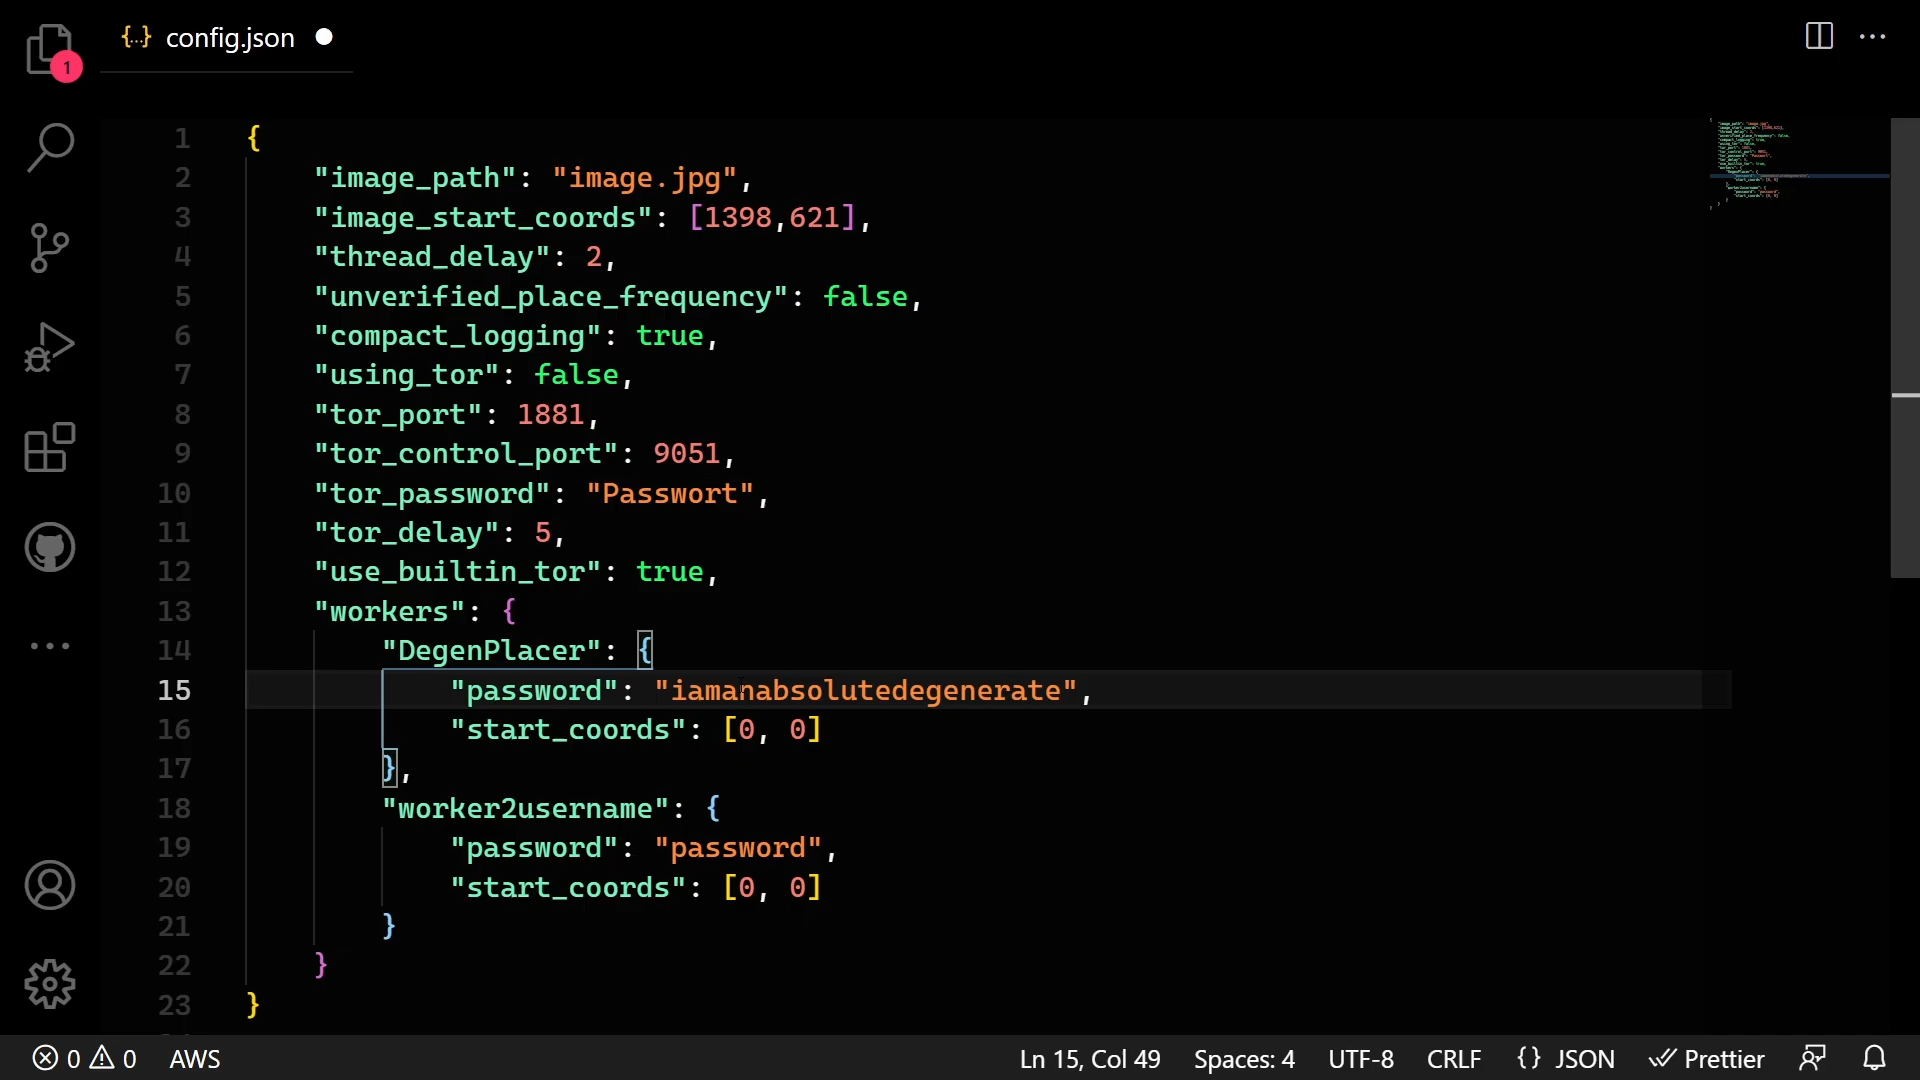 {...} config.json
1
1 {
2 "image_path": "image.jpg",
3 "image_start_coords": [1398,621],
4 "thread_delay": 2,
5 "unverified_place_frequency": false,
6 "compact_logging": true,
7 "using_tor": false,
8 "tor_port": 1881,
9 "tor_control_port": 9051,
10 "tor_password": "Passwort",
11 "tor_delay": 5,
12 "use_builtin_tor": true,
13 "workers": {
14 "DegenPlacer": {
15 "password": "iamanabsolutedegenerate",
16 "start_coords": [0, 0]
17 },
18 "worker2username": {
19 "password": "password",
20 "start_coords": [0, 0]
21 }
22 }
23 }
0 0 AWS Ln 15, Col 49 Spaces: 4 UTF-8 CRLF {} JSON Prettier